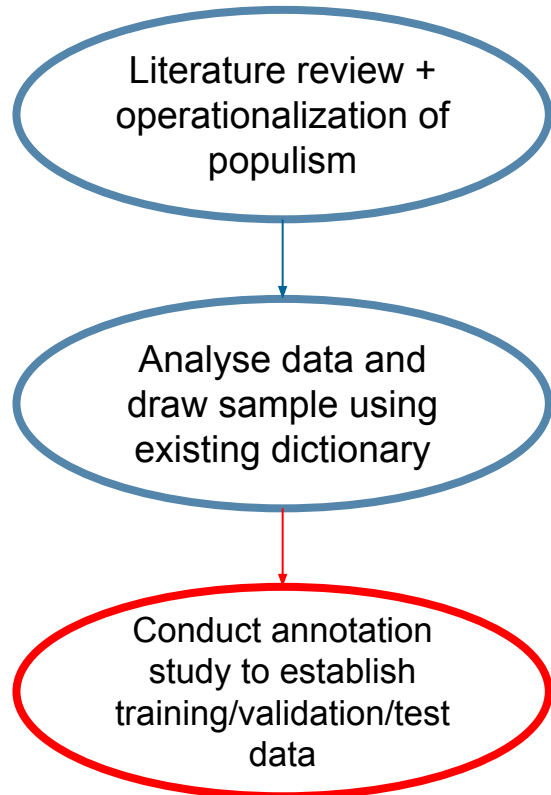 Literature review +
operationalization of
populism
Analyse data and
draw sample using
existing dictionary
Conduct annotation
study to establish
training/validation/test
data